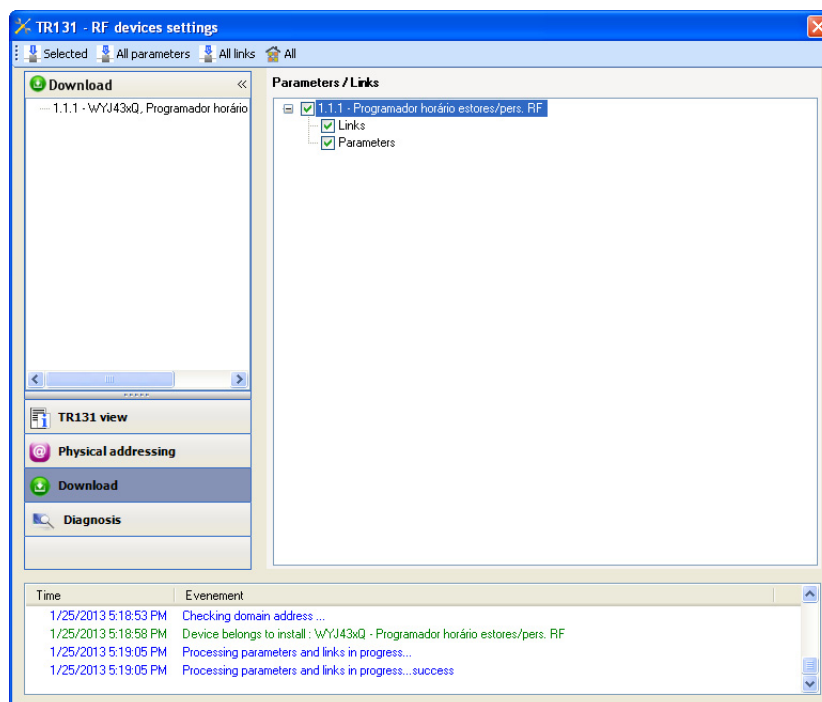 TR131 - RF devices settings
Selected All parameters All links All
Download
1.1.1 - WYJ43xQ, Programador horário
TR131 view
Physical addressing
Download
Diagnosis
Parameters / Links
1.1.1 - Programador horário estores/pers. RF
Links
Parameters
Time Evenement
1/25/2013 5:18:53 PM Checking domain address ...
1/25/2013 5:18:58 PM Device belongs to install : WYJ43xQ - Programador horário estores/pers. RF
1/25/2013 5:19:05 PM Processing parameters and links in progress...
1/25/2013 5:19:05 PM Processing parameters and links in progress...success